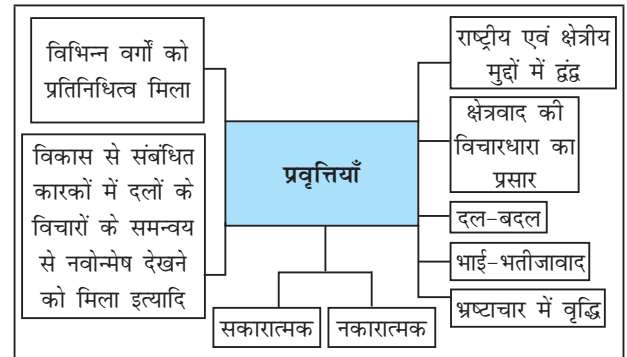 विभिन्न वर्गों को
प्रतिनिधित्व मिला
विकास से संबंधित
कारकों में दलों के
विचारों के समन्वय
से नवोन्मेष देखने
को मिला इत्यादि
प्रवृत्तियाँ
सकारात्मक
नकारात्मक
राष्ट्रीय एवं क्षेत्रीय
मुद्दों में द्वंद्व
क्षेत्रवाद की
विचारधारा का
प्रसार
दल-बदल
भाई-भतीजावाद
भ्रष्टाचार में वृद्धि